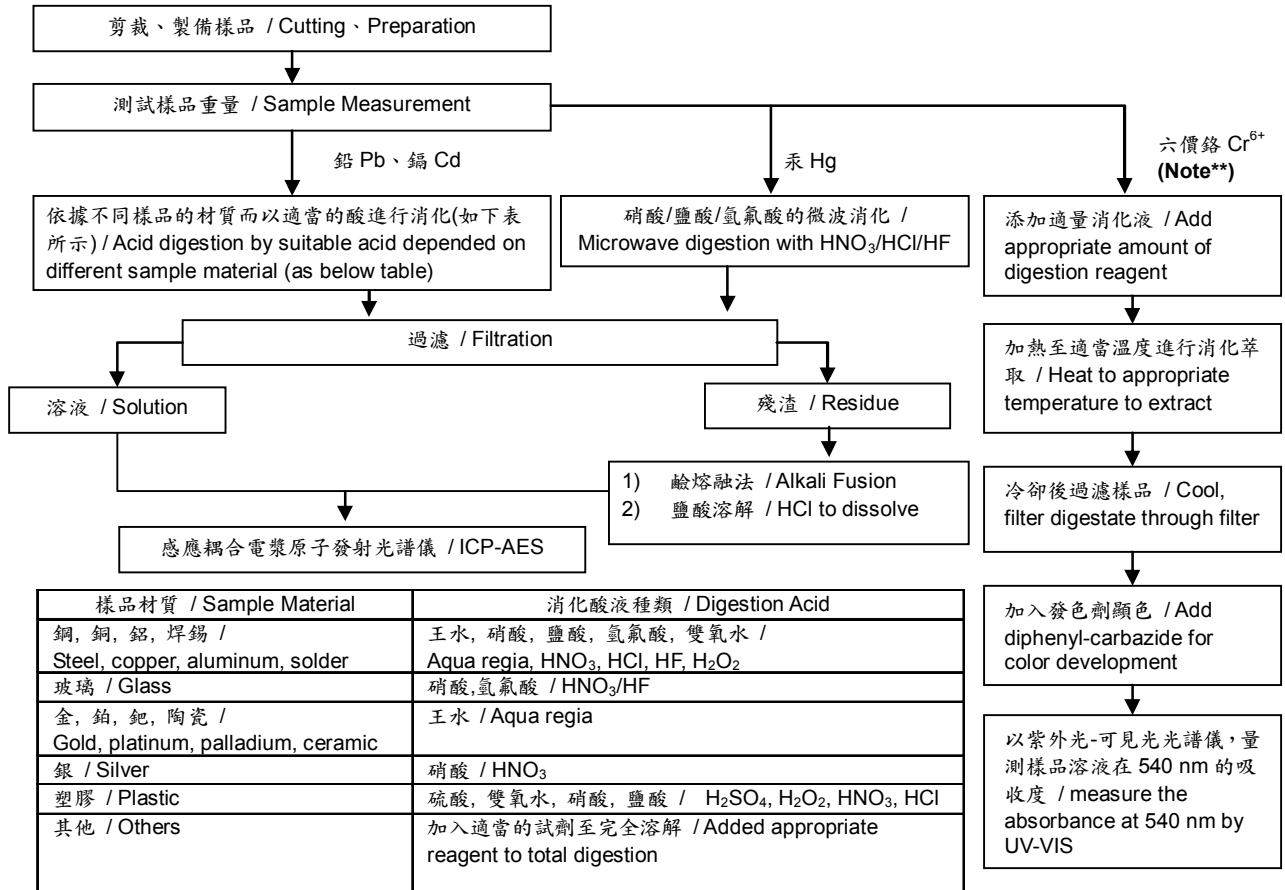 剪裁、製備樣品 / Cutting、Preparation
測試樣品重量 / Sample Measurement
鉛 Pb、鎘 Cd
汞 Hg
六價鉻 Cr⁶⁺
(Note**)
依據不同樣品的材質而以適當的酸進行消化(如下表
所示) / Acid digestion by suitable acid depended on
different sample material (as below table)
硝酸/鹽酸/氫氟酸的微波消化 /
Microwave digestion with HNO₃/HCl/HF
添加適量消化液 / Add
appropriate amount of
digestion reagent
過濾 / Filtration
加熱至適當溫度進行消化萃
取 / Heat to appropriate
temperature to extract
溶液 / Solution
殘渣 / Residue
1) 鹼熔融法 / Alkali Fusion
2) 鹽酸溶解 / HCl to dissolve
冷卻後過濾樣品 / Cool,
filter digestate through filter
感應耦合電漿原子發射光譜儀 / ICP-AES
加入發色劑顯色 / Add
diphenyl-carbazide for
color development
以紫外光-可見光光譜儀，量
測樣品溶液在 540 nm 的吸
收度 / measure the
absorbance at 540 nm by
UV-VIS
樣品材質 / Sample Material
消化酸液種類 / Digestion Acid
鋼, 銅, 鋁, 焊錫 /
Steel, copper, aluminum, solder
王水, 硝酸, 鹽酸, 氫氟酸, 雙氧水 /
Aqua regia, HNO₃, HCl, HF, H₂O₂
玻璃 / Glass
硝酸,氫氟酸 / HNO₃/HF
金, 鉑, 鈀, 陶瓷 /
Gold, platinum, palladium, ceramic
王水 / Aqua regia
銀 / Silver
硝酸 / HNO₃
塑膠 / Plastic
硫酸, 雙氧水, 硝酸, 鹽酸 / H₂SO₄, H₂O₂, HNO₃, HCl
其他 / Others
加入適當的試劑至完全溶解 / Added appropriate
reagent to total digestion